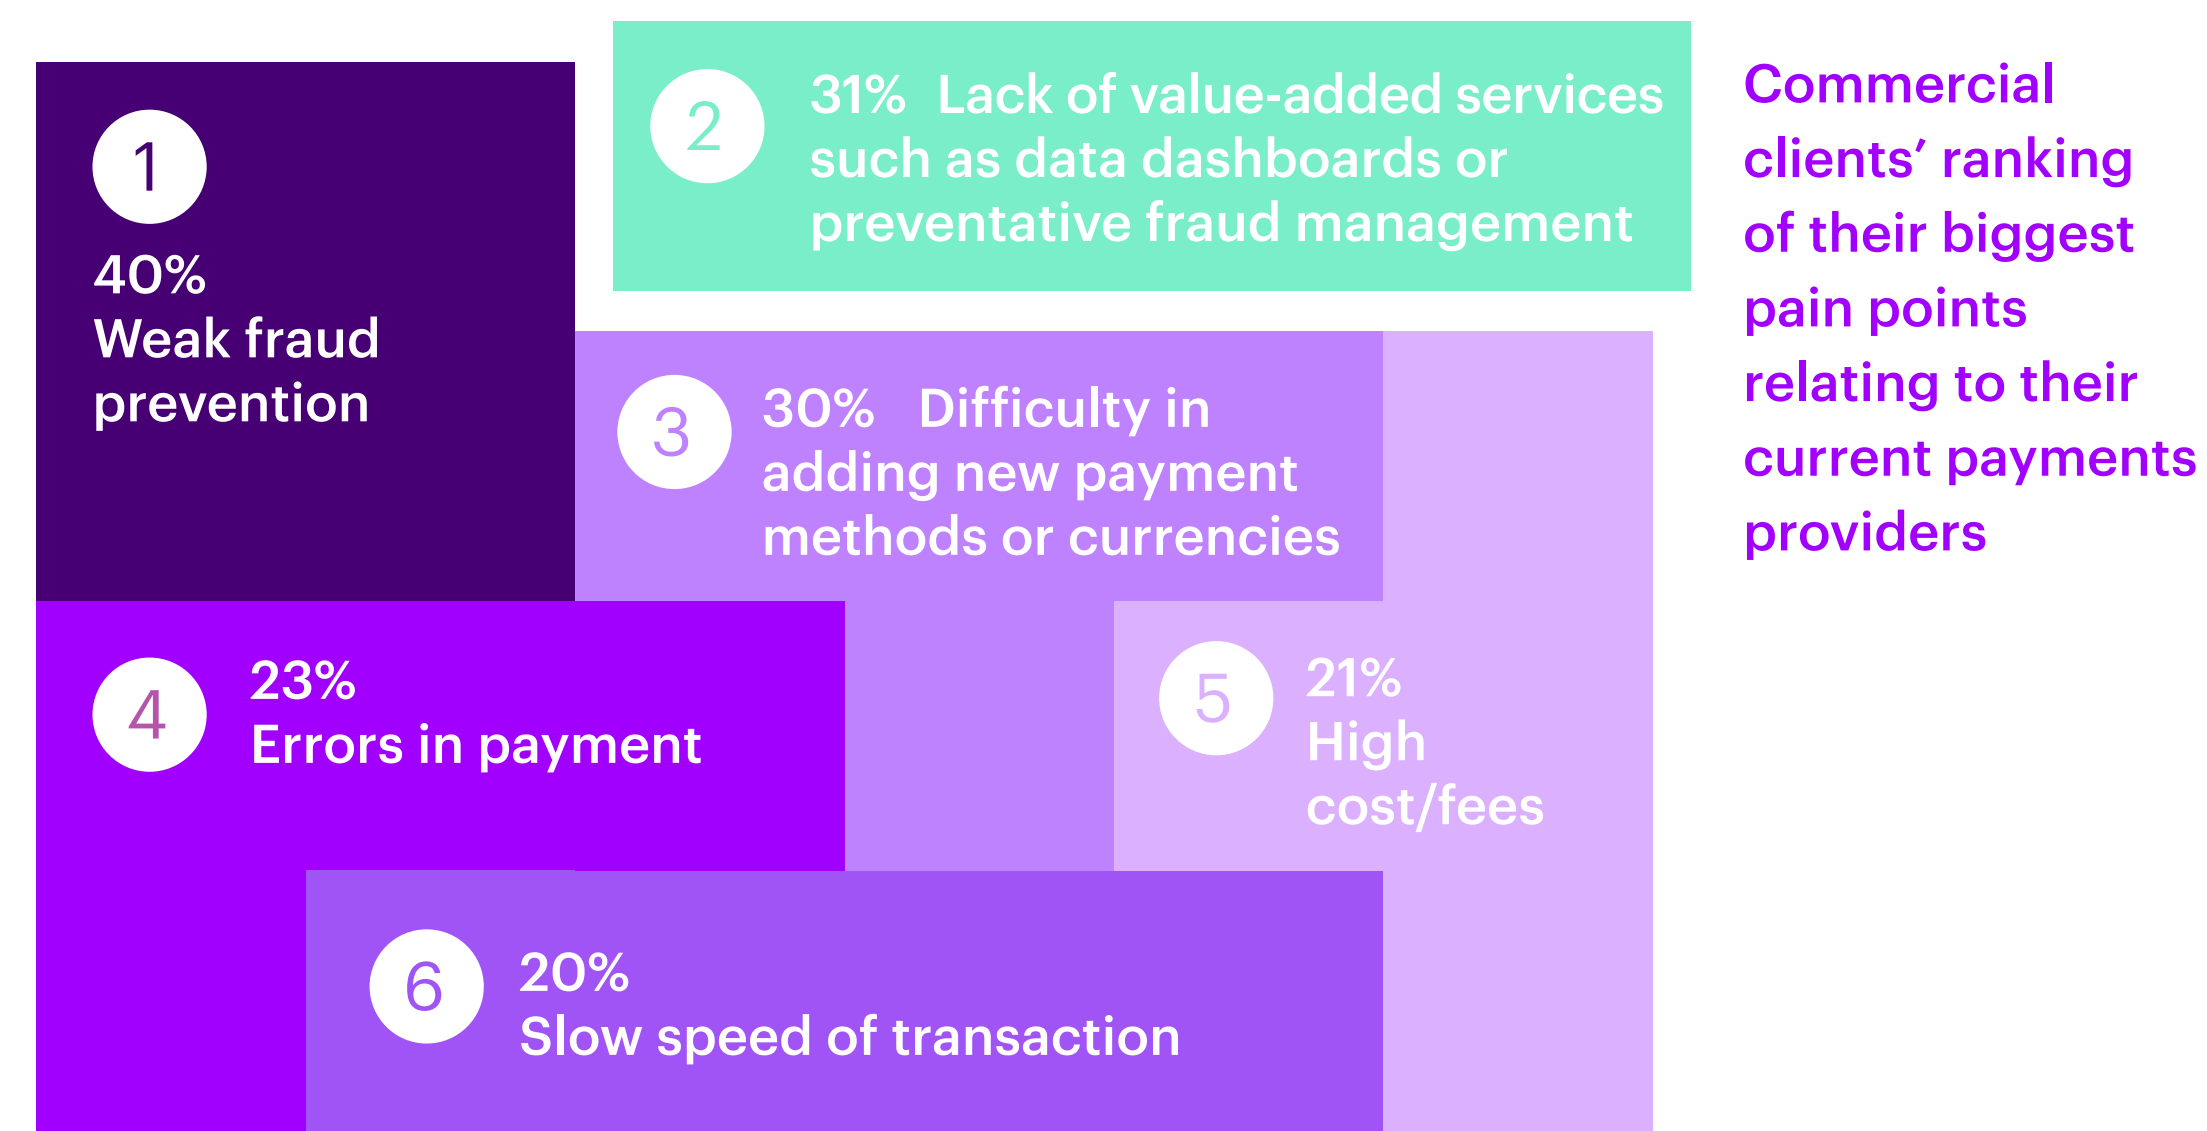 1
40%
Weak fraud
prevention
2
31% Lack of value-added services
such as data dashboards or
preventative fraud management
3
30% Difficulty in
adding new payment
methods or currencies
4
23%
Errors in payment
5
21%
High
cost/fees
6
20%
Slow speed of transaction
Commercial
clients’ ranking
of their biggest
pain points
relating to their
current payments
providers